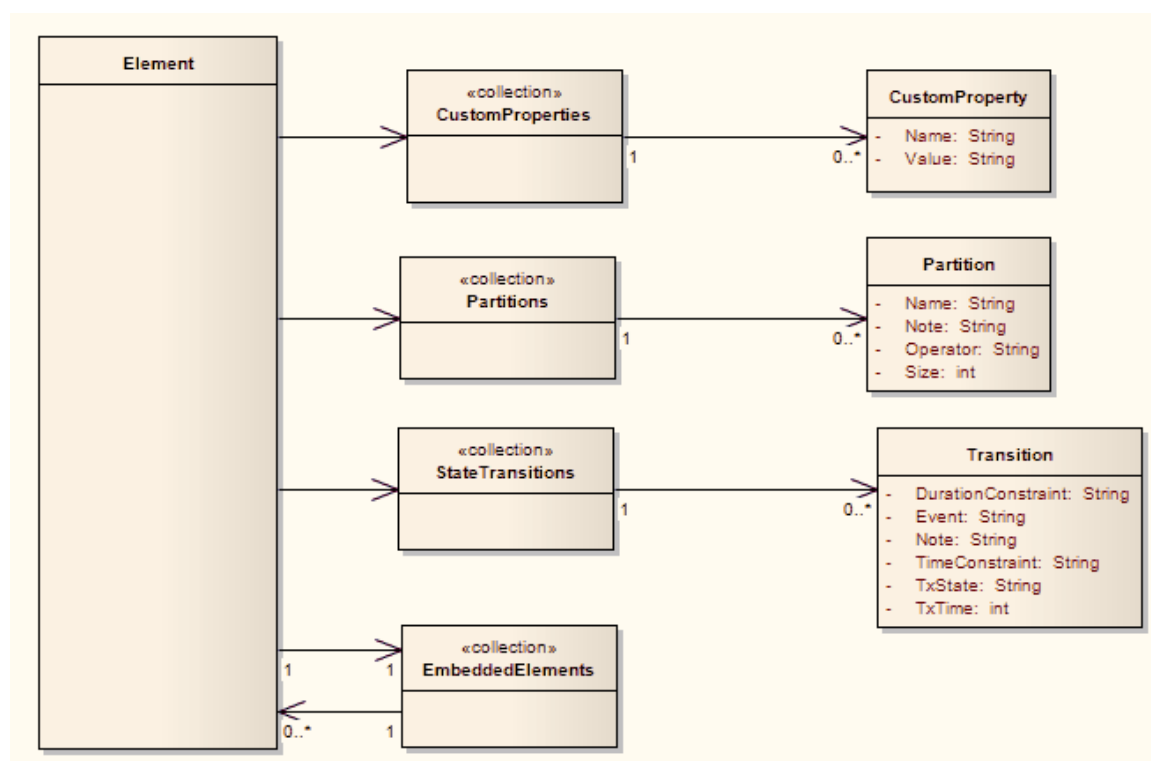 Element
«collection»
CustomProperties
1
0..*
CustomProperty
- Name: String
- Value: String
«collection»
Partitions
1
0..*
Partition
- Name: String
- Note: String
- Operator: String
- Size: int
«collection»
StateTransitions
1
0..*
Transition
- DurationConstraint: String
- Event: String
- Note: String
- TimeConstraint: String
- TxState: String
- TxTime: int
1
1
«collection»
EmbeddedElements
0..*
1